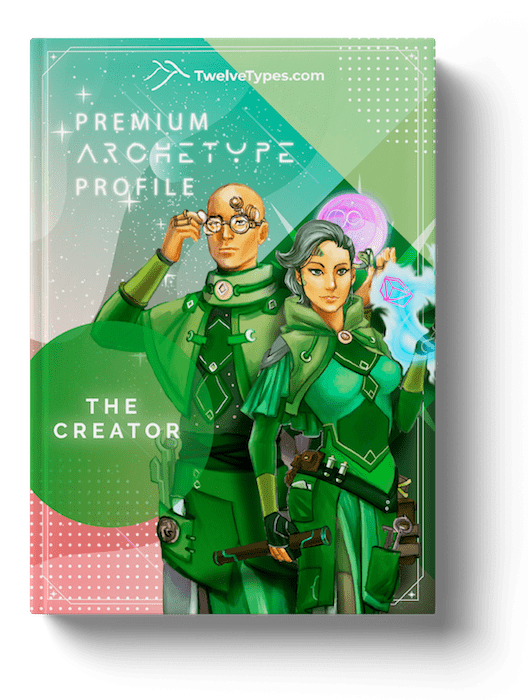 TwelveTypes.com
PREMIUM
ARCHETYPE
PROFILE
THE
CREATOR